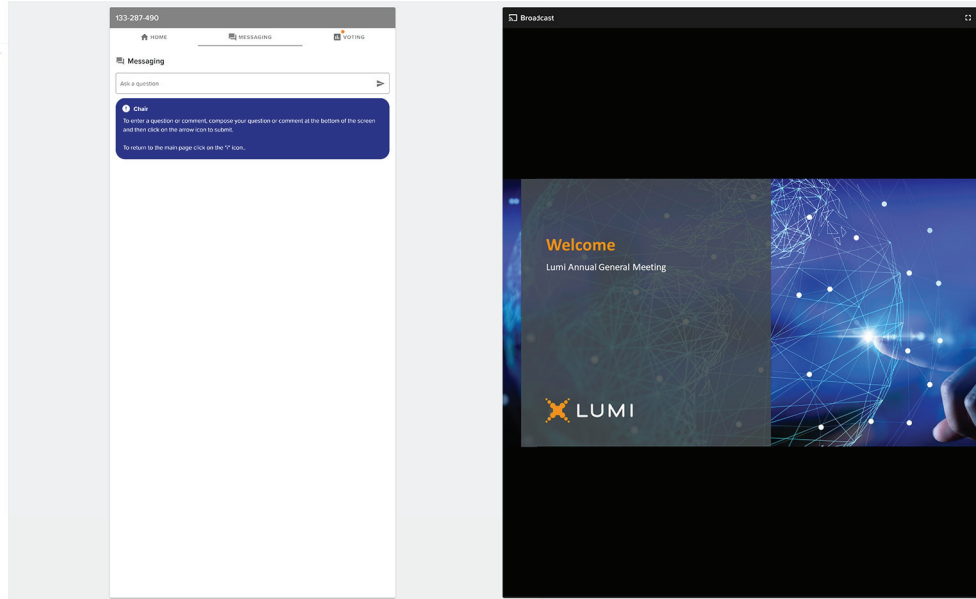 133-287-490
HOME
MESSAGING
VOTING
Messaging
Ask a question
Chair
To enter a question or comment, compose your question or comment at the bottom of the screen
and then click on the arrow icon to submit.
To return to the main page click on the "i" icon..
Broadcast
Welcome
Lumi Annual General Meeting
LUMI